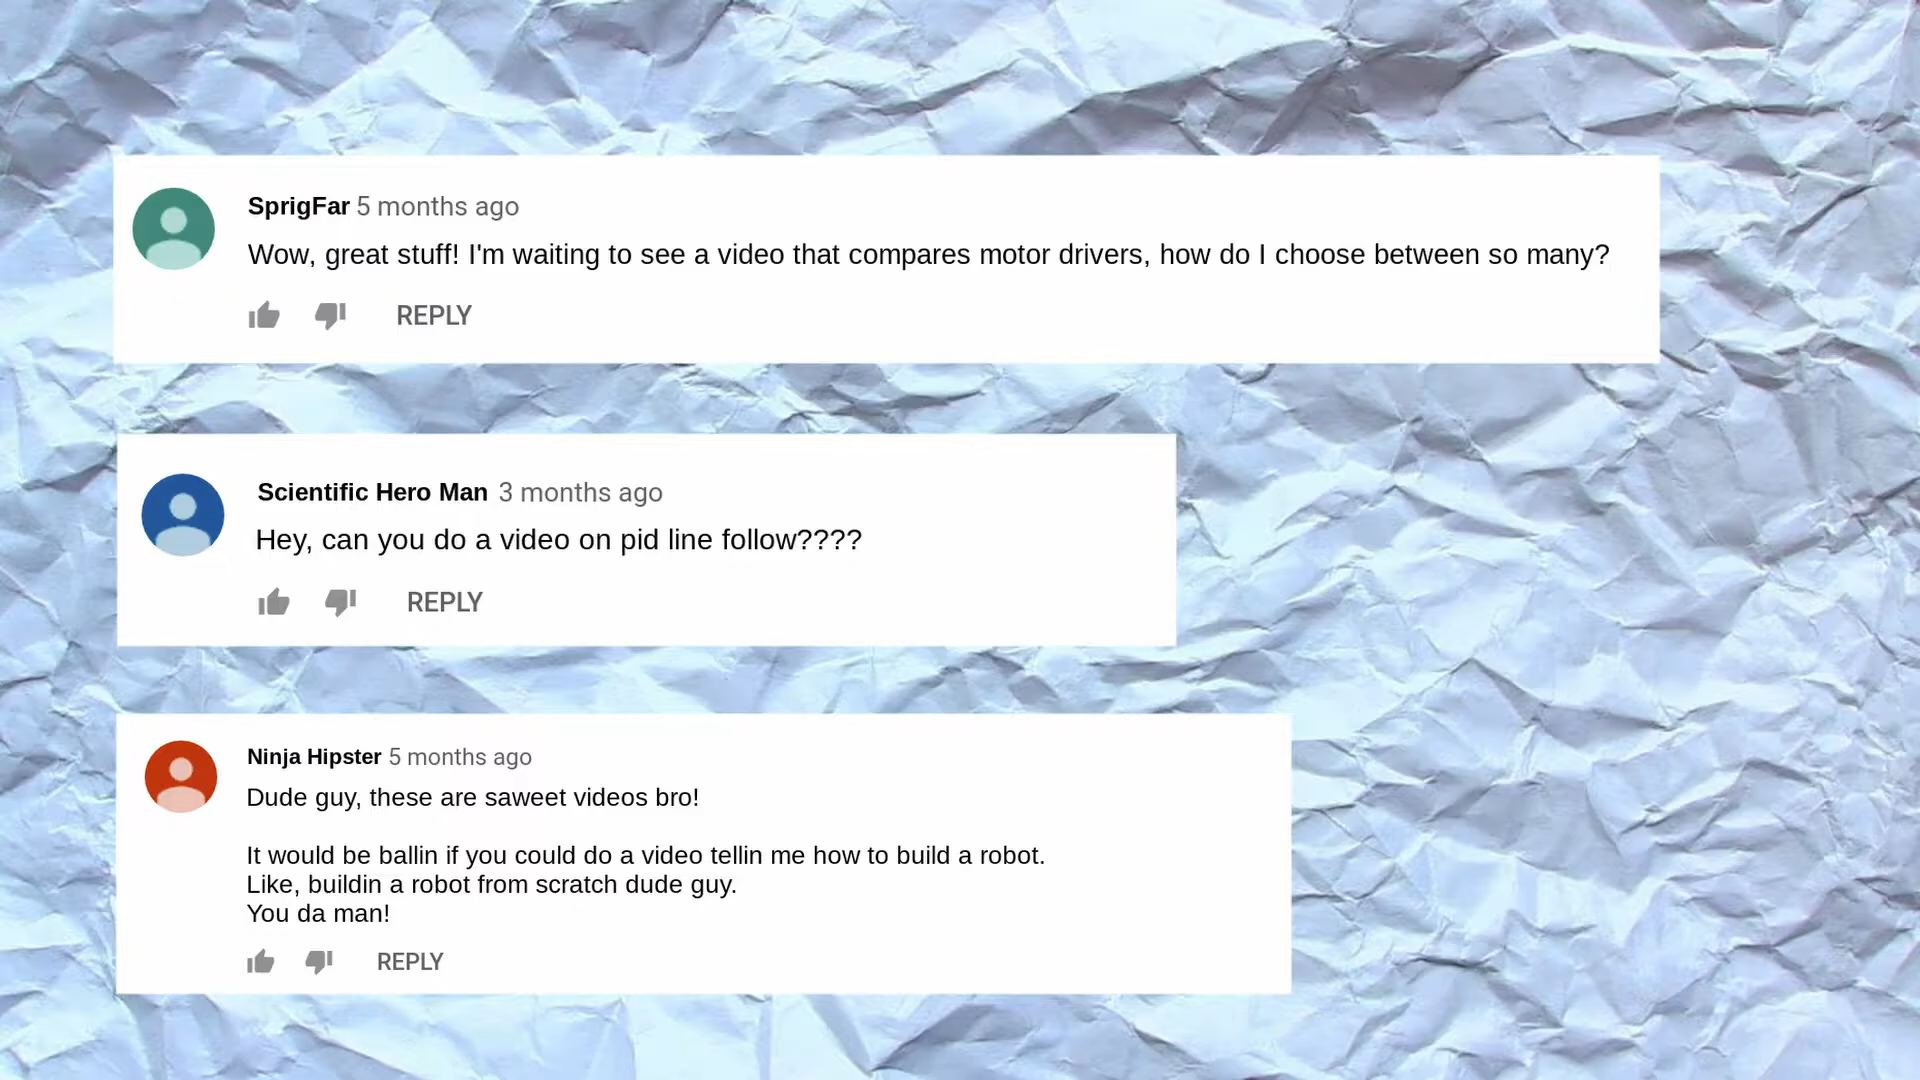 SprigFar 5 months ago
Wow, great stuff! I'm waiting to see a video that compares motor drivers, how do I choose between so many?
REPLY
Scientific Hero Man 3 months ago
Hey, can you do a video on pid line follow????
REPLY
Ninja Hipster 5 months ago
Dude guy, these are saweet videos bro!
It would be ballin if you could do a video tellin me how to build a robot.
Like, buildin a robot from scratch dude guy.
You da man!
REPLY